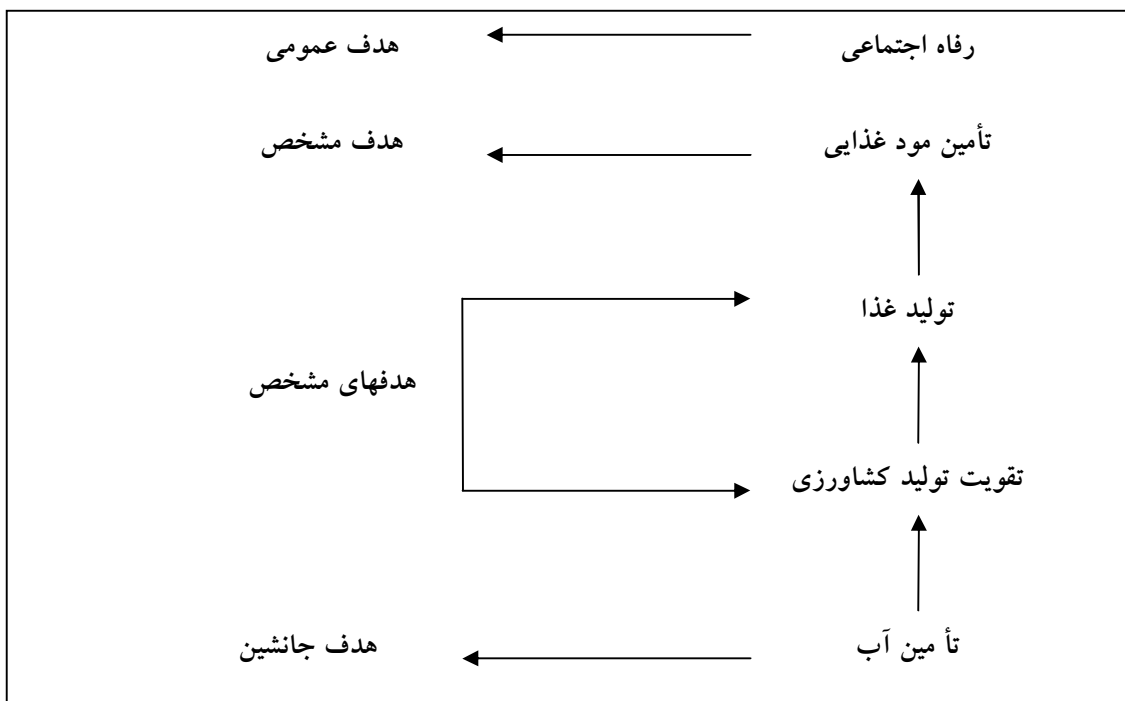 رفاه اجتماعی هدف عمومی
تأمین مود غذایی هدف مشخص
تولید غذا
هدفهای مشخص
تقویت تولید کشاورزی
تأ مین آب هدف جانشین